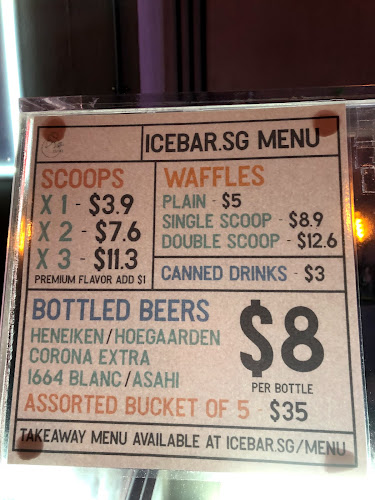 ICEBAR.SG MENU
SCOOPS
X 1 - $3.9
X 2 - $7.6
X 3 - $11.3
PREMIUM FLAVOR ADD $1
WAFFLES
PLAIN - $5
SINGLE SCOOP - $8.9
DOUBLE SCOOP - $12.6
CANNED DRINKS - $3
BOTTLED BEERS
HENEIKEN/HOEGAARDEN
CORONA EXTRA
1664 BLANC/ASAHI
$8
PER BOTTLE
ASSORTED BUCKET OF 5 - $35
TAKEAWAY MENU AVAILABLE AT ICEBAR.SG/MENU